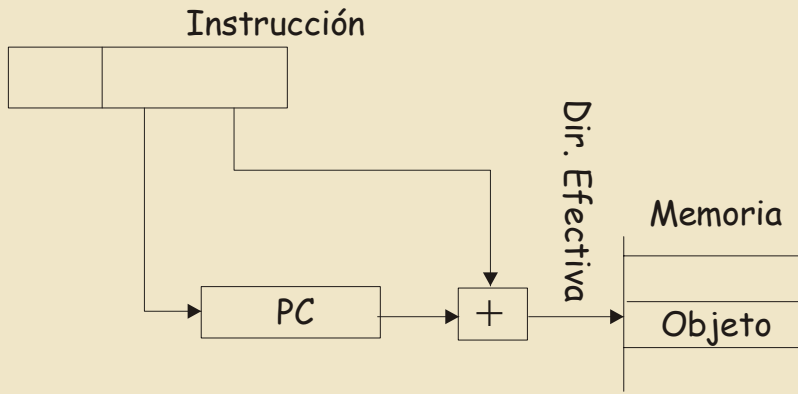 Instrucción
Dir. Efectiva
Memoria
PC
+
Objeto